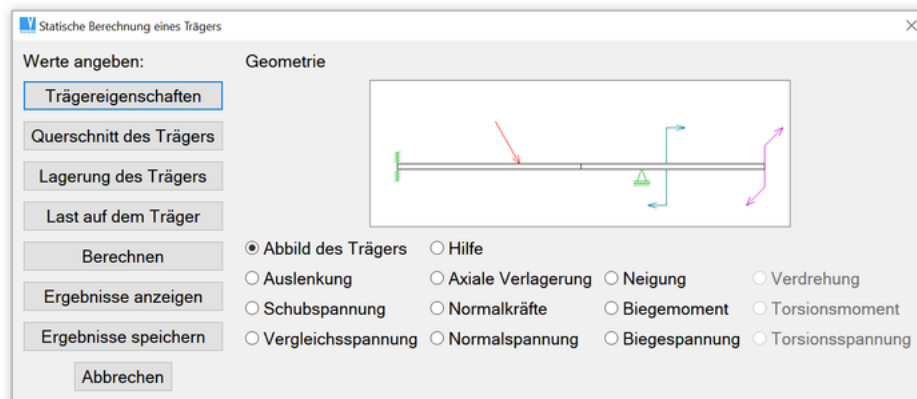 Statische Berechnung eines Trägers
Werte angeben:
Trägereigenschaften
Querschnitt des Trägers
Lagerung des Trägers
Last auf dem Träger
Berechnen
Ergebnisse anzeigen
Ergebnisse speichern
Abbrechen
Geometrie
Abbild des Trägers Hilfe
Auslenkung Axiale Verlagerung Neigung Verdrehung
Schubspannung Normalkräfte Biegemoment Torsionsmoment
Vergleichsspannung Normalspannung Biegespannung Torsionsspannung